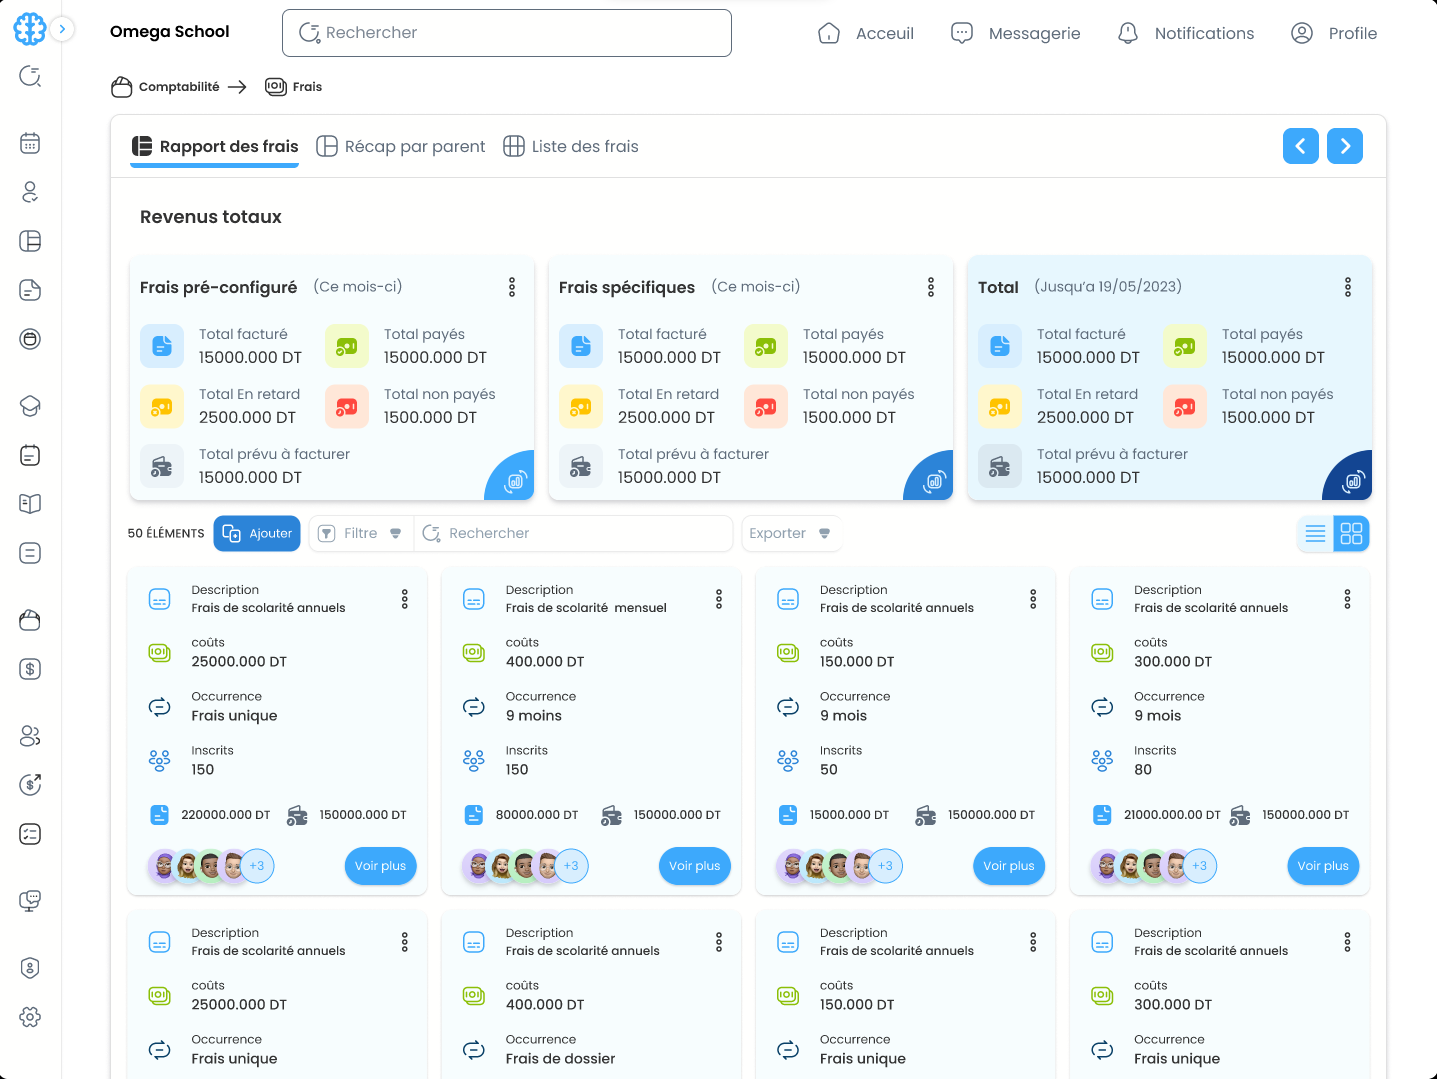 Omega School
Rechercher
Acceuil
Messagerie
Notifications
Profile
Comptabilité
Frais
Rapport des frais
Récap par parent
Liste des frais
Revenus totaux
Frais pré-configuré (Ce mois-ci)
Total facturé
15000.000 DT
Total payés
15000.000 DT
Total En retard
2500.000 DT
Total non payés
1500.000 DT
Total prévu à facturer
15000.000 DT
Frais spécifiques (Ce mois-ci)
Total facturé
15000.000 DT
Total payés
15000.000 DT
Total En retard
2500.000 DT
Total non payés
1500.000 DT
Total prévu à facturer
15000.000 DT
Total (Jusqu'a 19/05/2023)
Total facturé
15000.000 DT
Total payés
15000.000 DT
Total En retard
2500.000 DT
Total non payés
1500.000 DT
Total prévu à facturer
15000.000 DT
50 ÉLÉMENTS
Ajouter
Filtre
Rechercher
Exporter
Description
Frais de scolarité annuels
coûts
25000.000 DT
Occurrence
Frais unique
Inscrits
150
220000.000 DT
150000.000 DT
+3
Voir plus
Description
Frais de scolarité mensuel
coûts
400.000 DT
Occurrence
9 moins
Inscrits
150
80000.000 DT
150000.000 DT
+3
Voir plus
Description
Frais de scolarité annuels
coûts
150.000 DT
Occurrence
9 mois
Inscrits
50
15000.000 DT
150000.000 DT
+3
Voir plus
Description
Frais de scolarité annuels
coûts
300.000 DT
Occurrence
9 mois
Inscrits
80
21000.000.00 DT
150000.000 DT
+3
Voir plus
Description
Frais de scolarité annuels
coûts
25000.000 DT
Occurrence
Frais unique
Description
Frais de scolarité annuels
coûts
400.000 DT
Occurrence
Frais de dossier
Description
Frais de scolarité annuels
coûts
150.000 DT
Occurrence
Frais unique
Description
Frais de scolarité annuels
coûts
300.000 DT
Occurrence
Frais unique